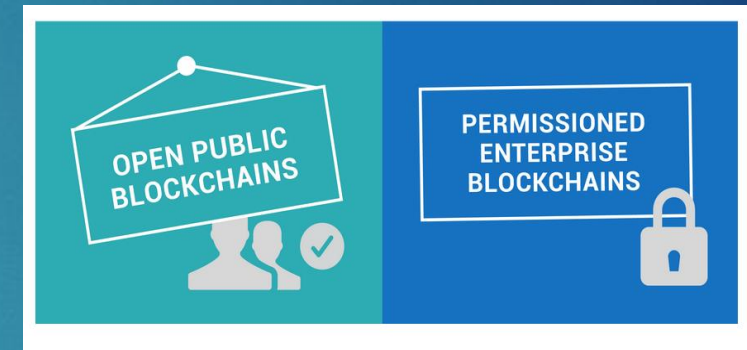 OPEN PUBLIC
BLOCKCHAINS
PERMISSIONED
ENTERPRISE
BLOCKCHAINS